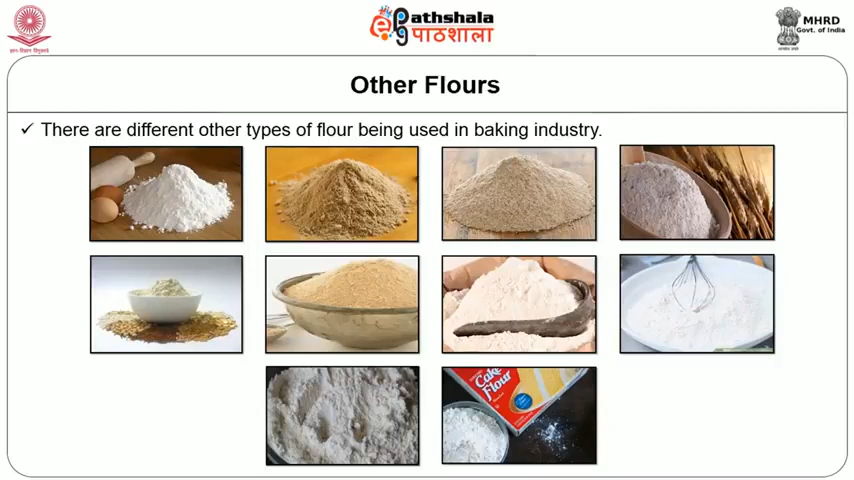 Pathshala
पाठशाला
MHRD
Govt. of India
Other Flours
✓ There are different other types of flour being used in baking industry.
Cake
Flour